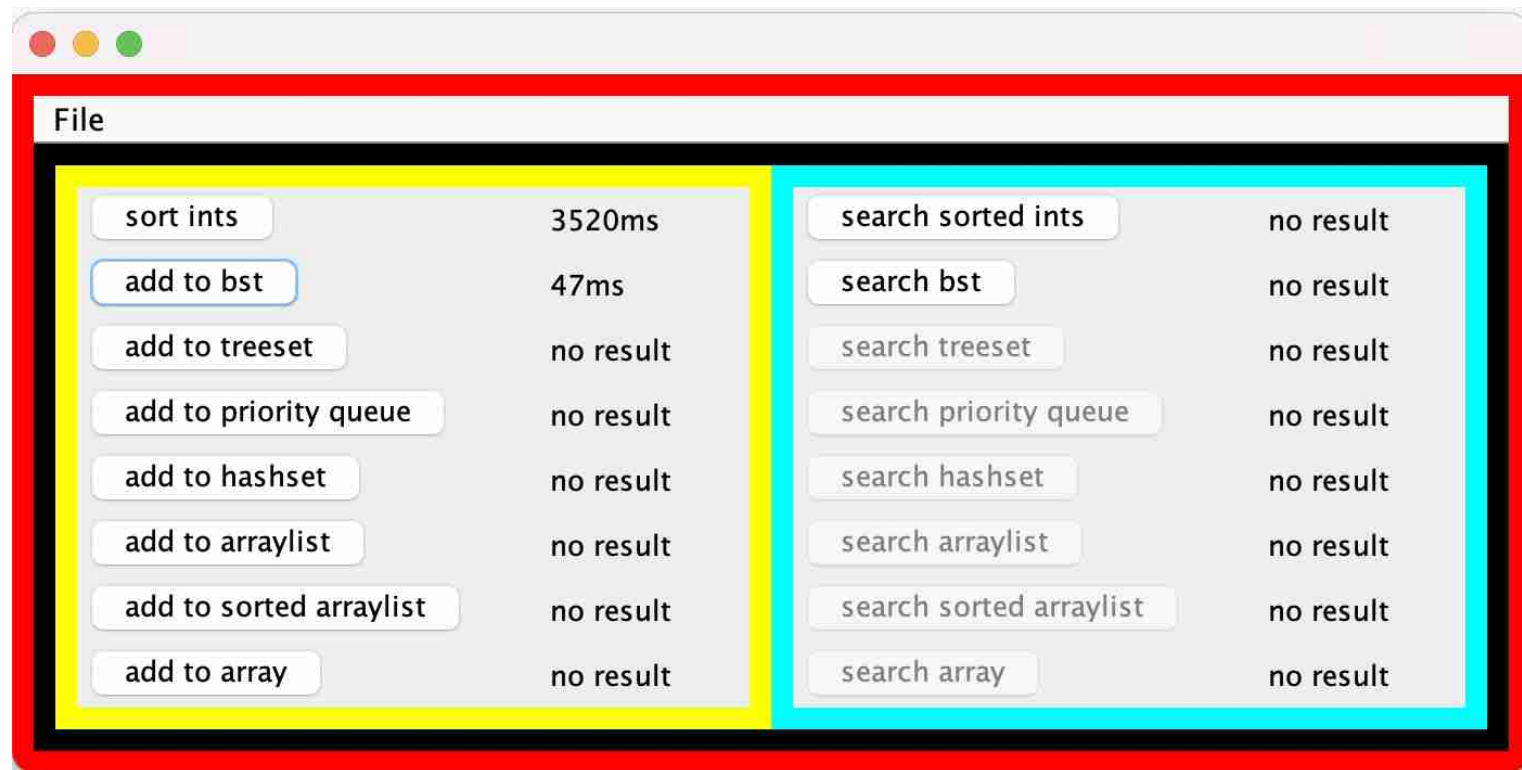 File
sort ints 3520ms search sorted ints no result
add to bst 47ms search bst no result
add to treeset no result search treeset no result
add to priority queue no result search priority queue no result
add to hashset no result search hashset no result
add to arraylist no result search arraylist no result
add to sorted arraylist no result search sorted arraylist no result
add to array no result search array no result